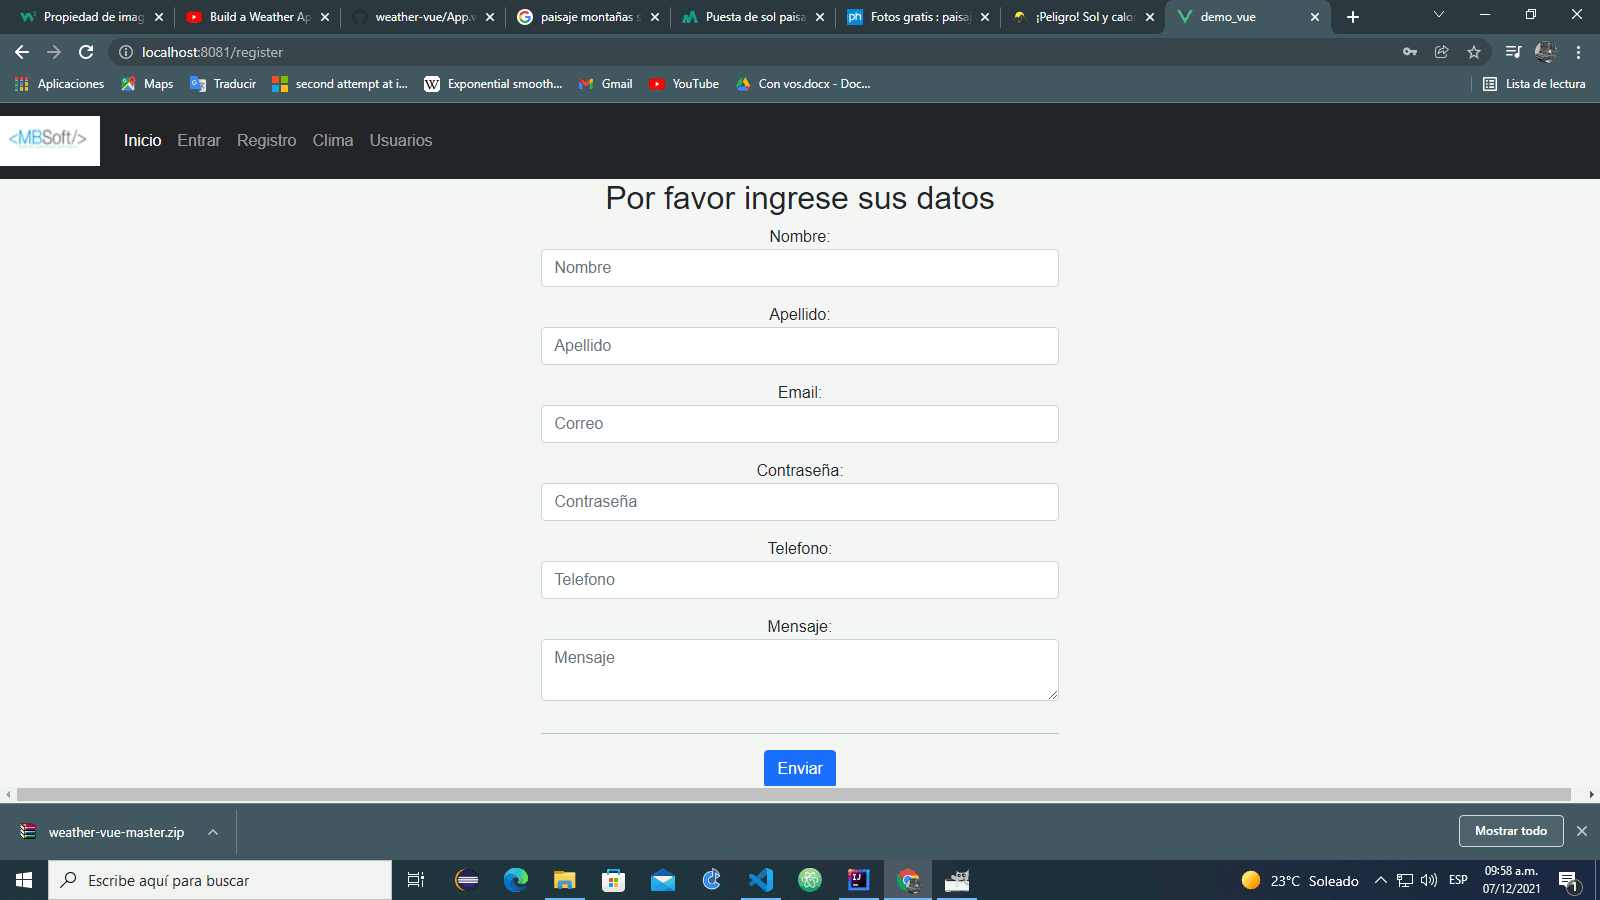 Propiedad de imag
Build a Weather Ap
weather-vue/App.v
paisaje montañas s
Puesta de sol paisa
ph Fotos gratis : paisaj
¡Peligro! Sol y calor
demo_vue
localhost:8081/register
Aplicaciones
Maps
Traducir
second attempt at i...
W Exponential smooth...
Gmail
YouTube
Con vos.docx - Doc...
Lista de lectura
<MBSoft/>
Inicio
Entrar
Registro
Clima
Usuarios
Por favor ingrese sus datos
Nombre:
Nombre
Apellido:
Apellido
Email:
Correo
Contraseña:
Contraseña
Telefono:
Telefono
Mensaje:
Mensaje
Enviar
weather-vue-master.zip
Mostrar todo
Escribe aquí para buscar
IJ
23°C Soleado
ESP
09:58 a.m.
07/12/2021
1